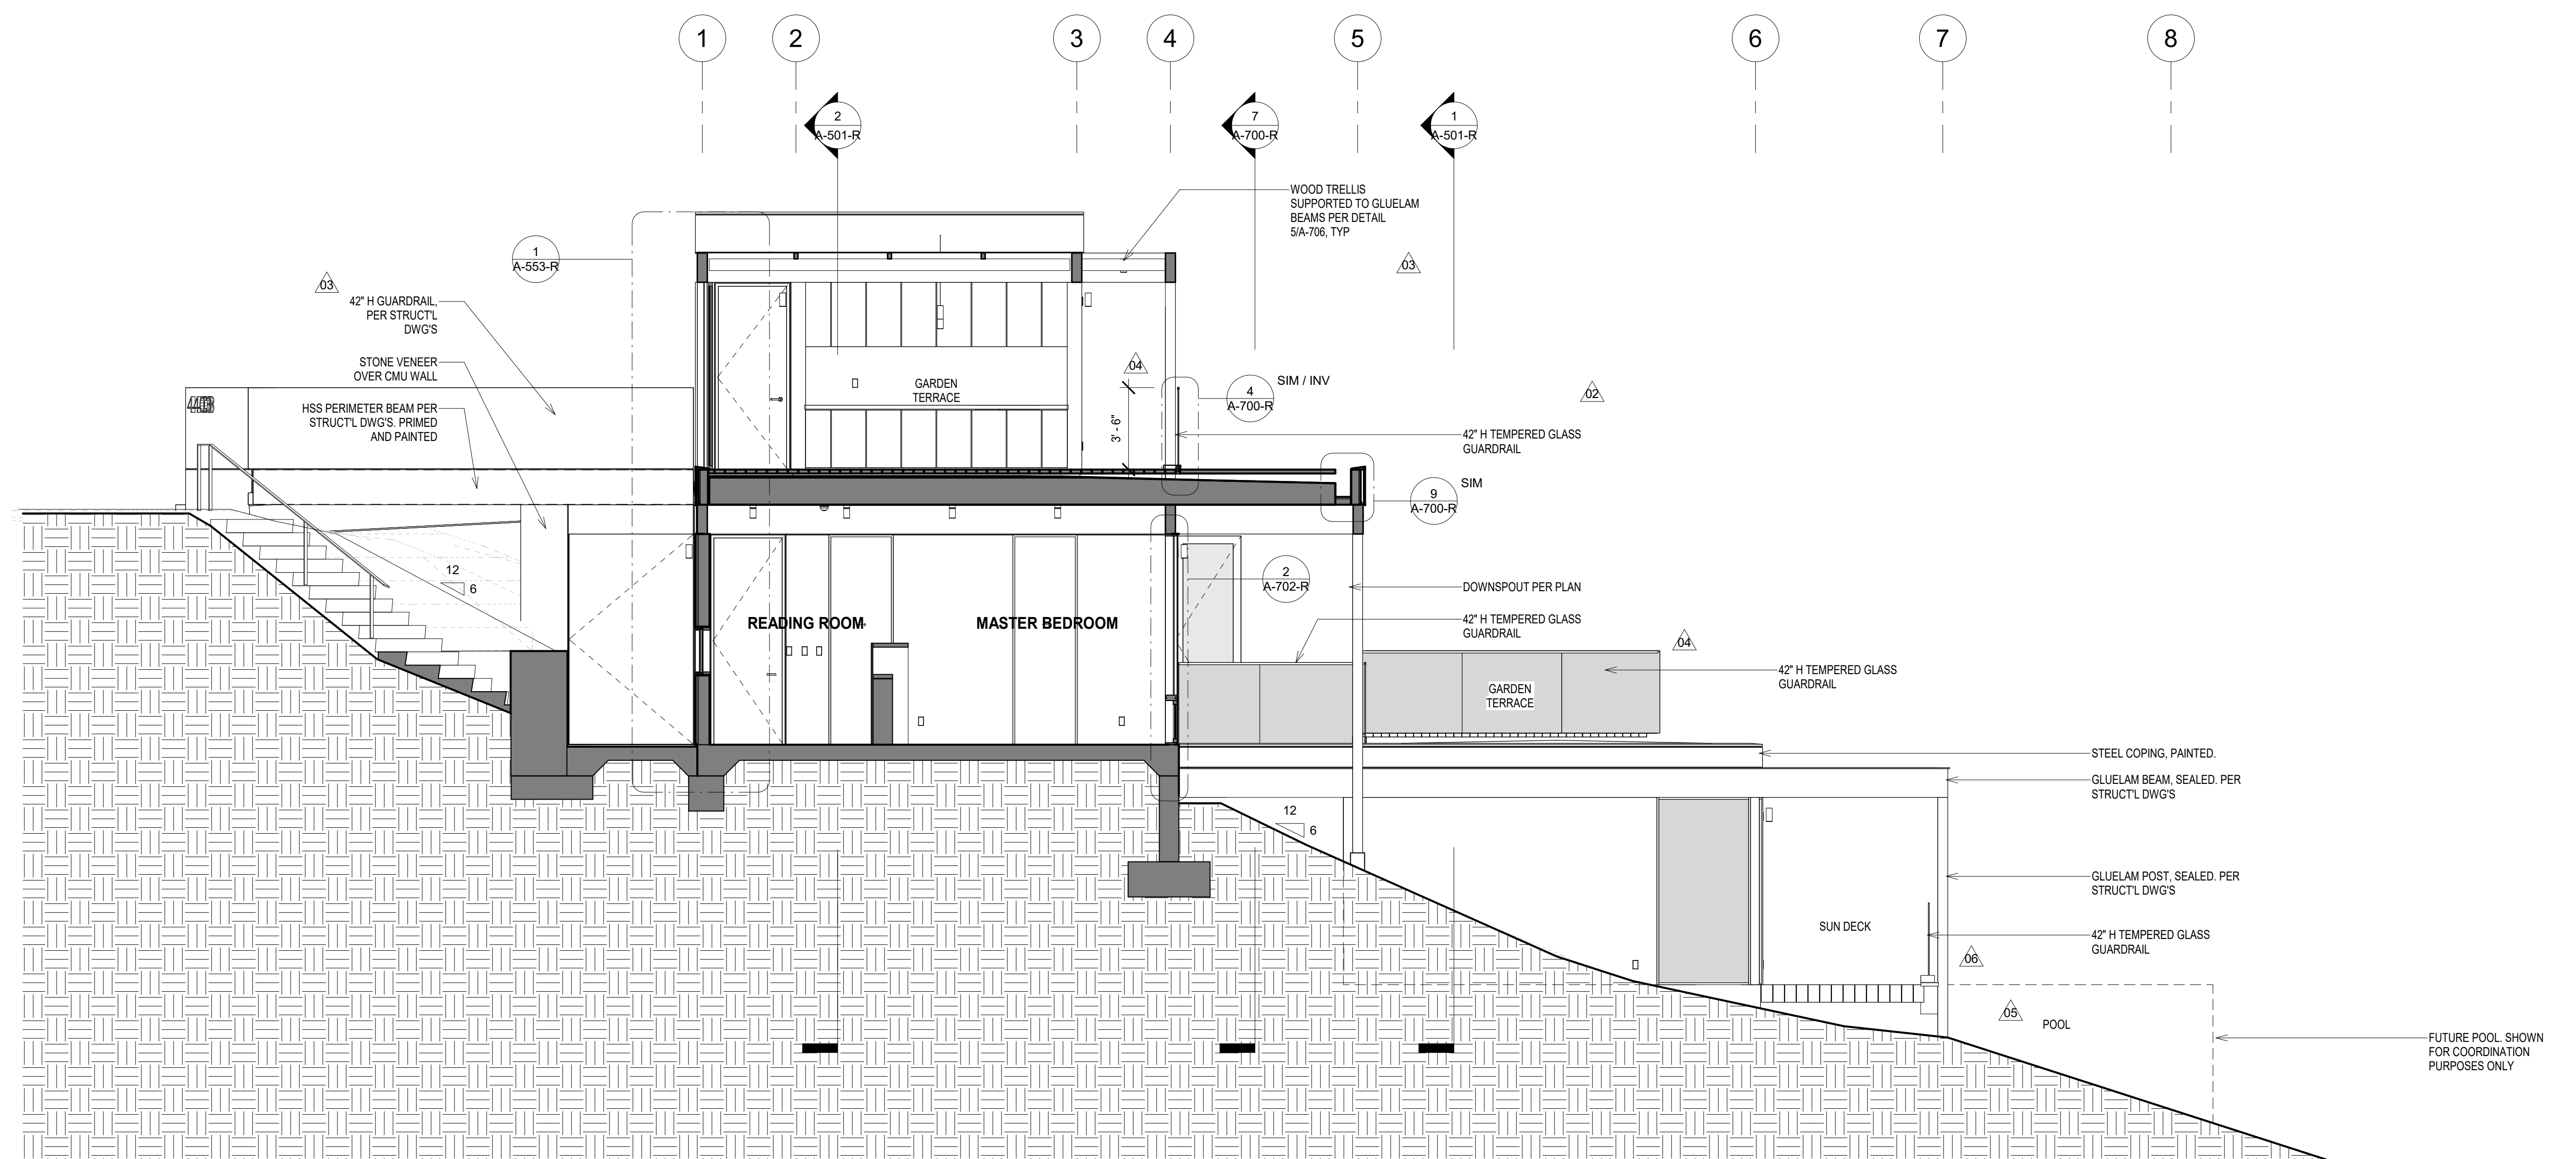 1
2
3
4
5
6
7
8
2
A-501-R
7
A-700-R
1
A-501-R
WOOD TRELLIS
SUPPORTED TO GLUELAM
BEAMS PER DETAIL
5/A-706, TYP
1
A-553-R
03
03
42" H GUARDRAIL,
PER STRUCT'L
DWG'S
STONE VENEER
OVER CMU WALL
HSS PERIMETER BEAM PER
STRUCT'L DWG'S. PRIMED
AND PAINTED
04
GARDEN
TERRACE
3' - 6"
4
A-700-R
SIM / INV
02
42" H TEMPERED GLASS
GUARDRAIL
9
A-700-R
SIM
12
6
2
A-702-R
DOWNSPOUT PER PLAN
READING ROOM
MASTER BEDROOM
42" H TEMPERED GLASS
GUARDRAIL
04
42" H TEMPERED GLASS
GUARDRAIL
GARDEN
TERRACE
STEEL COPING, PAINTED.
GLUELAM BEAM, SEALED. PER
STRUCT'L DWG'S
12
6
GLUELAM POST, SEALED. PER
STRUCT'L DWG'S
SUN DECK
42" H TEMPERED GLASS
GUARDRAIL
06
05
POOL
FUTURE POOL. SHOWN
FOR COORDINATION
PURPOSES ONLY